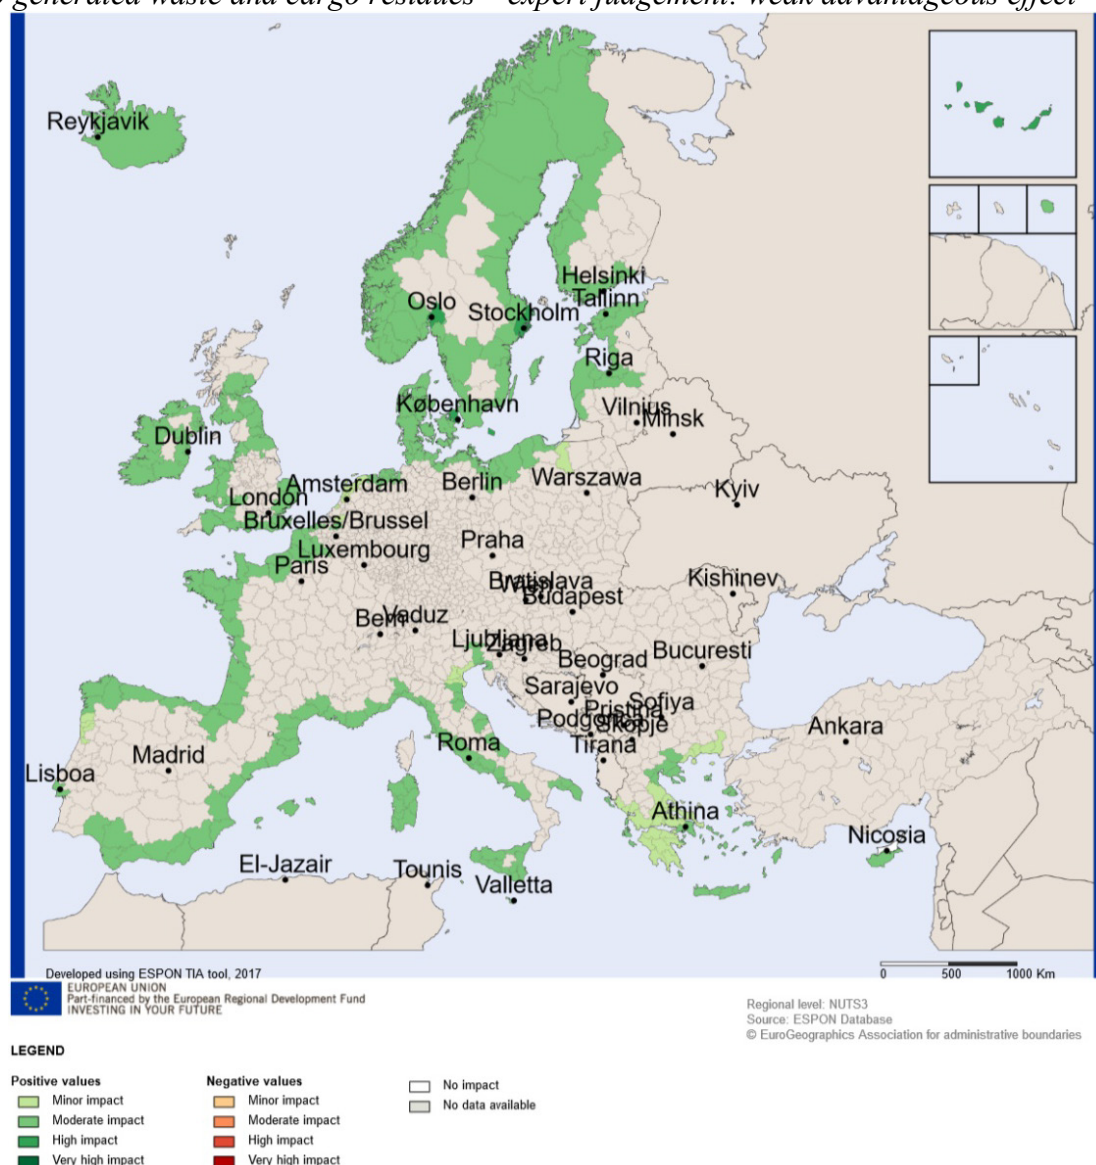 generated waste and cargo residues – expert judgement: weak advantageous effect
Reykjavik
Helsinki
Tallinn
Oslo
Stockholm
Riga
København
Vilnius
Minsk
Dublin
Amsterdam
Berlin
Warszawa
London
Kyiv
Bruxelles/Brussel
Luxembourg
Praha
Paris
Bratislava
Wien
Budapest
Kishinev
Bern
Vaduz
Ljubljana
Zagreb
Beograd
Bucuresti
Sarajevo
Sofiya
Pristina
Podgorica
Skopje
Ankara
Roma
Tirana
Madrid
Lisboa
Athina
Nicosia
El-Jazair
Tounis
Valletta
Developed using ESPON TIA tool, 2017
0 500 1000 Km
EUROPEAN UNION
Part-financed by the European Regional Development Fund
INVESTING IN YOUR FUTURE
Regional level: NUTS3
Source: ESPON Database
© EuroGeographics Association for administrative boundaries
LEGEND
Positive values
Minor impact
Moderate impact
High impact
Very high impact
Negative values
Minor impact
Moderate impact
High impact
Very high impact
No impact
No data available